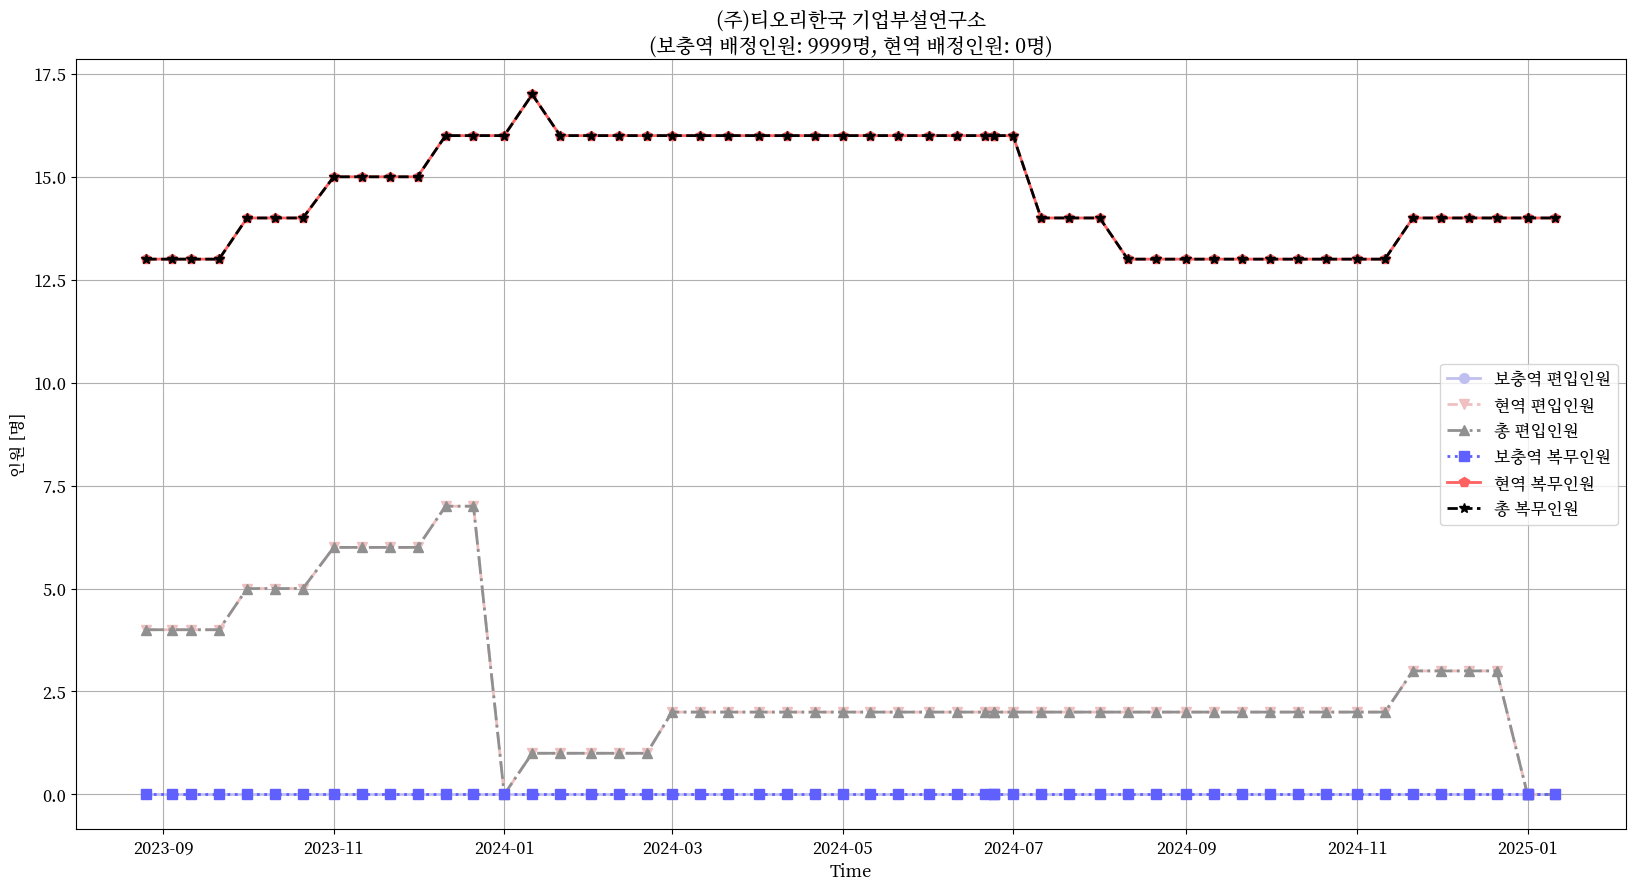 (주)티오리한국 기업부설연구소
(보충역 배정인원: 9999명, 현역 배정인원: 0명)
17.5
15.0
12.5
10.0
7.5
5.0
2.5
0.0
인원 [명]
보충역 편입인원
현역 편입인원
총 편입인원
보충역 복무인원
현역 복무인원
총 복무인원
2023-09 2023-11 2024-01 2024-03 2024-05 2024-07 2024-09 2024-11 2025-01
Time